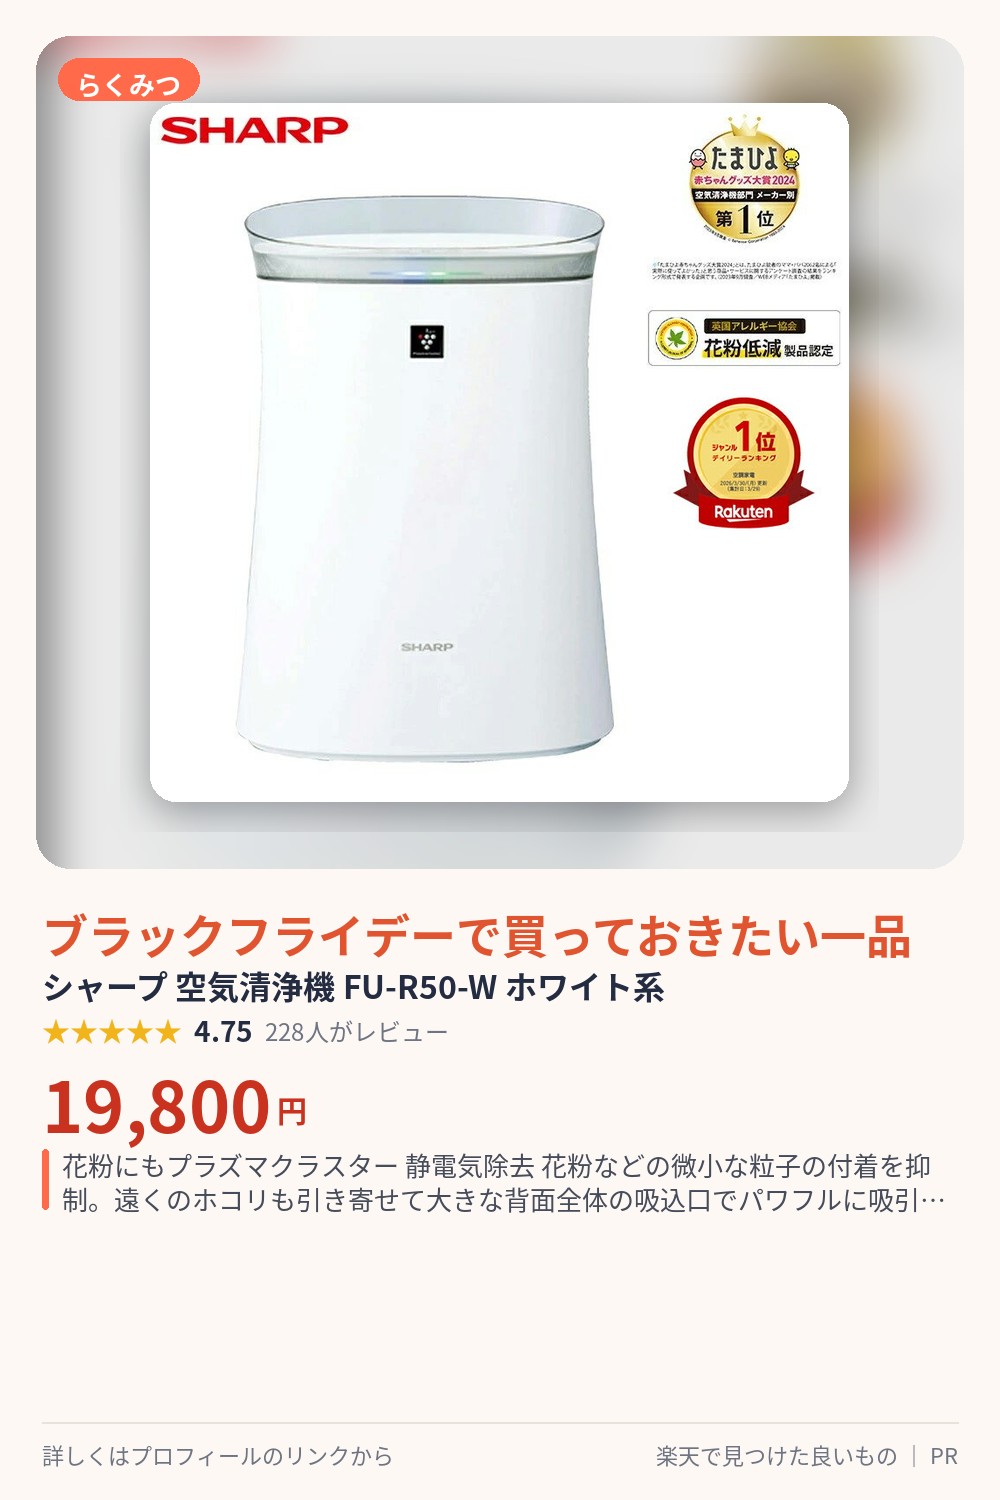 らくみつ
SHARP
たまひよ
赤ちゃんグッズ大賞2024
空気清浄機部門 メーカー別
第1位
英国アレルギー協会
花粉低減 製品認定
ジャンル1位
デイリーランキング
空調家電
2026/3/30(月) 更新
(集計日:3/29)
Rakuten
SHARP
ブラックフライデーで買っておきたい一品
シャープ 空気清浄機 FU-R50-W ホワイト系
★★★★★ 4.75 228人がレビュー
19,800円
花粉にもプラズマクラスター 静電気除去 花粉などの微小な粒子の付着を抑
制。遠くのホコリも引き寄せて大きな背面全体の吸込口でパワフルに吸引…
詳しくはプロフィールのリンクから
楽天で見つけた良いもの | PR